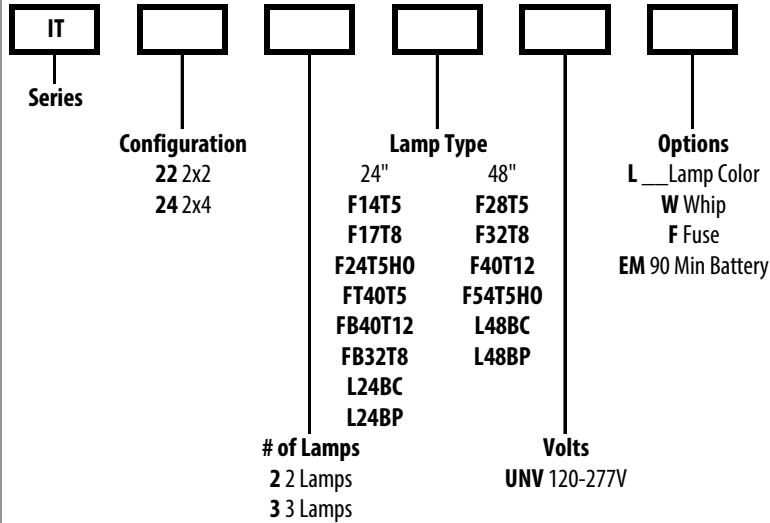 IT
Series
Configuration
22 2x2
24 2x4
Lamp Type
24" 48"
F14T5 F28T5
F17T8 F32T8
F24T5HO F40T12
FT40T5 F54T5HO
FB40T12 L48BC
FB32T8 L48BP
L24BC
L24BP
Options
L __Lamp Color
W Whip
F Fuse
EM 90 Min Battery
# of Lamps
2 2 Lamps
3 3 Lamps
Volts
UNV 120-277V